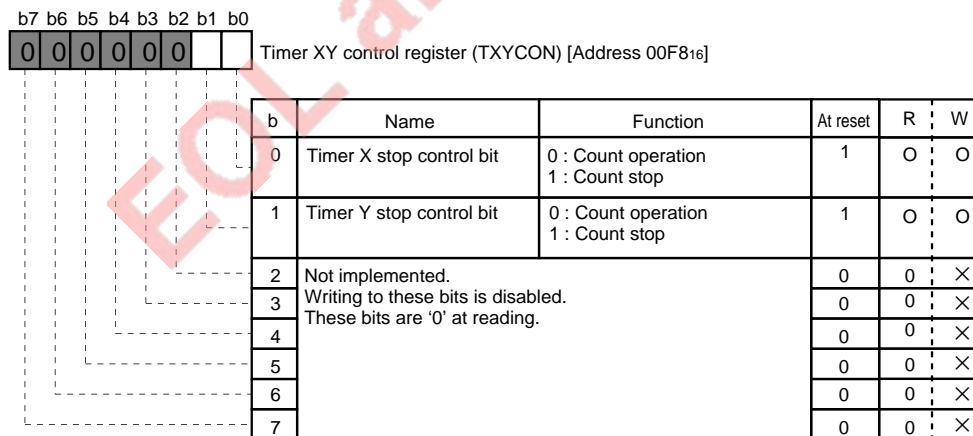 b7 b6 b5 b4 b3 b2 b1 b0
0 0 0 0 0 0
Timer XY control register (TXYCON) [Address 00F816]
b Name Function At reset R W
0 Timer X stop control bit 0 : Count operation 1 O O
1 : Count stop
1 Timer Y stop control bit 0 : Count operation 1 O O
1 : Count stop
2 Not implemented. 0 0 ×
3 Writing to these bits is disabled. 0 0 ×
These bits are ‘0’ at reading.
4 0 0 ×
5 0 0 ×
6 0 0 ×
7 0 0 ×